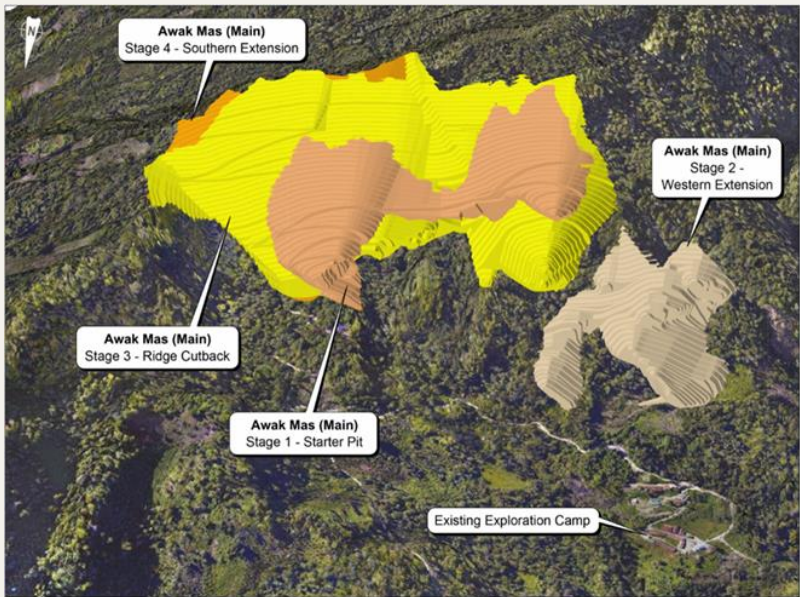 N
Awak Mas (Main)
Stage 4 - Southern Extension
Awak Mas (Main)
Stage 2 -
Western Extension
Awak Mas (Main)
Stage 3 - Ridge Cutback
Awak Mas (Main)
Stage 1 - Starter Pit
Existing Exploration Camp